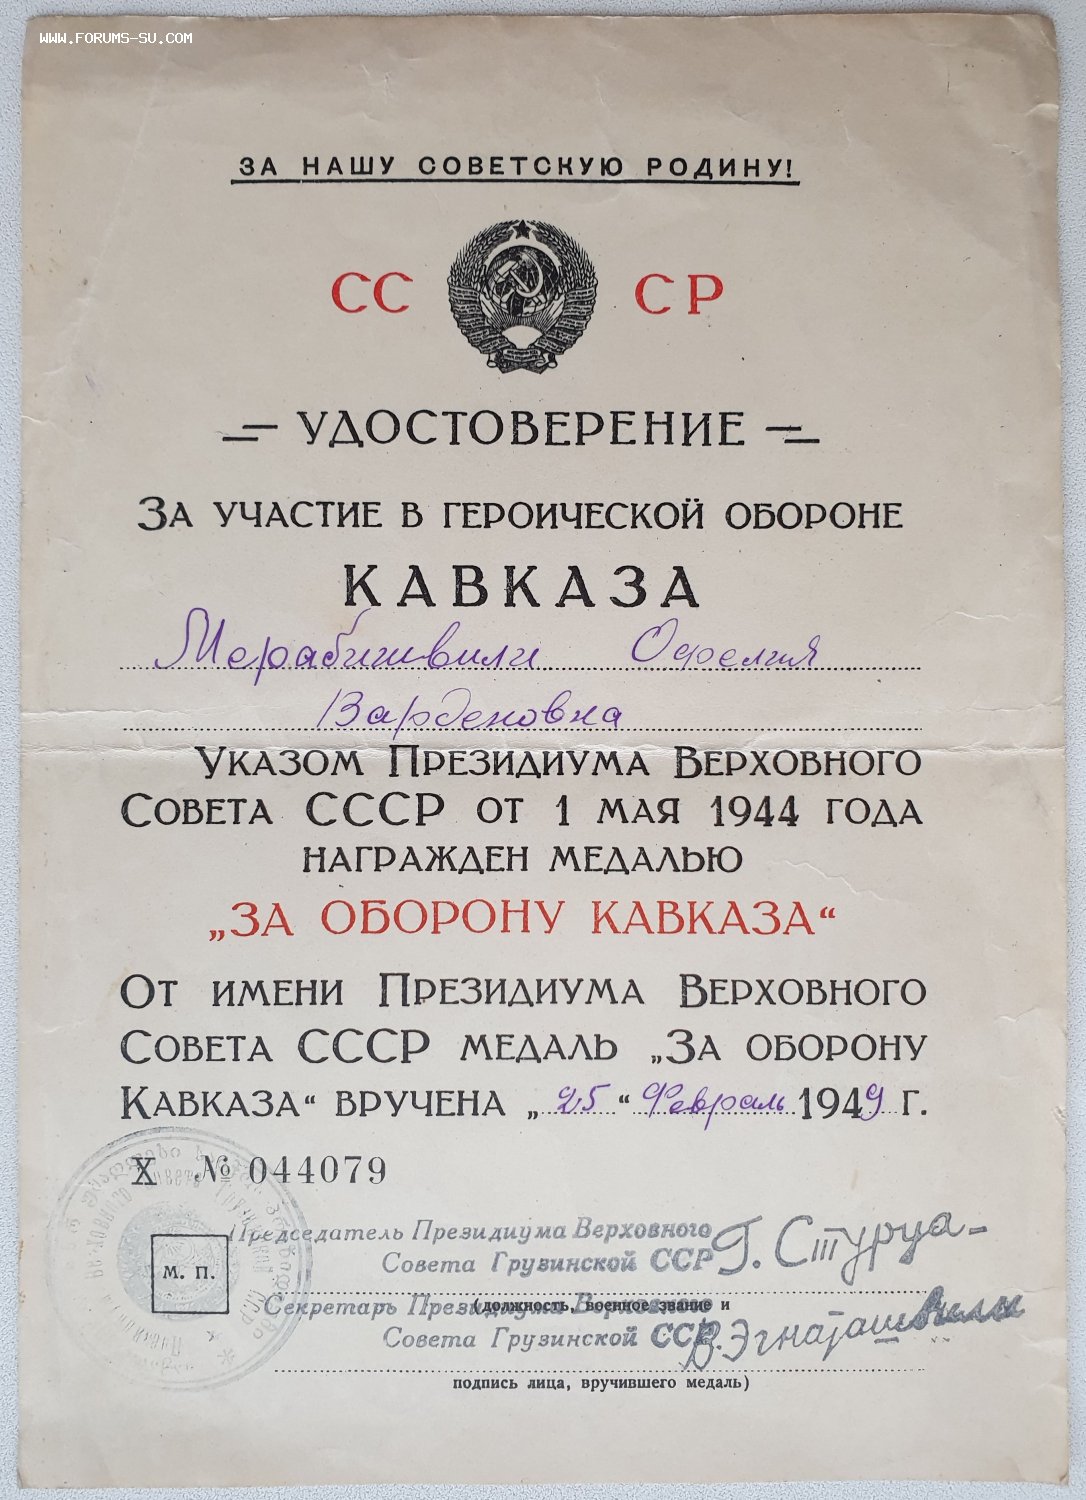 WWW.FORUMS-SU.COM
ЗА НАШУ СОВЕТСКУЮ РОДИНУ!
СС СР
УДОСТОВЕРЕНИЕ
ЗА УЧАСТИЕ В ГЕРОИЧЕСКОЙ ОБОРОНЕ
КАВКАЗА
Мерабишвили Офелия
Варденовна
УКАЗОМ ПРЕЗИДИУМА ВЕРХОВНОГО
СОВЕТА СССР ОТ 1 МАЯ 1944 ГОДА
НАГРАЖДЕН МЕДАЛЬЮ
„ЗА ОБОРОНУ КАВКАЗА“
ОТ ИМЕНИ ПРЕЗИДИУМА ВЕРХОВНОГО
СОВЕТА СССР МЕДАЛЬ „ЗА ОБОРОНУ
КАВКАЗА“ ВРУЧЕНА „25“ Февраль 1949 Г.
X № 044079
Председатель Президиума Верховного
Совета Грузинской ССР Г. Стуруа
М. П.
(должность, военное звание и
Секретарь Президиума Верховного
Совета Грузинской ССР В. Эгнаташвили
подпись лица, вручившего медаль)